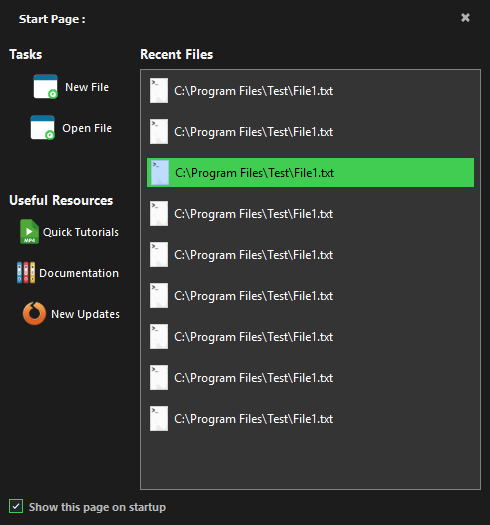 Start Page :
Tasks
New File
Open File
Useful Resources
Quick Tutorials
MP4
Documentation
New Updates
Recent Files
C:\Program Files\Test\File1.txt
C:\Program Files\Test\File1.txt
C:\Program Files\Test\File1.txt
C:\Program Files\Test\File1.txt
C:\Program Files\Test\File1.txt
C:\Program Files\Test\File1.txt
C:\Program Files\Test\File1.txt
C:\Program Files\Test\File1.txt
C:\Program Files\Test\File1.txt
Show this page on startup